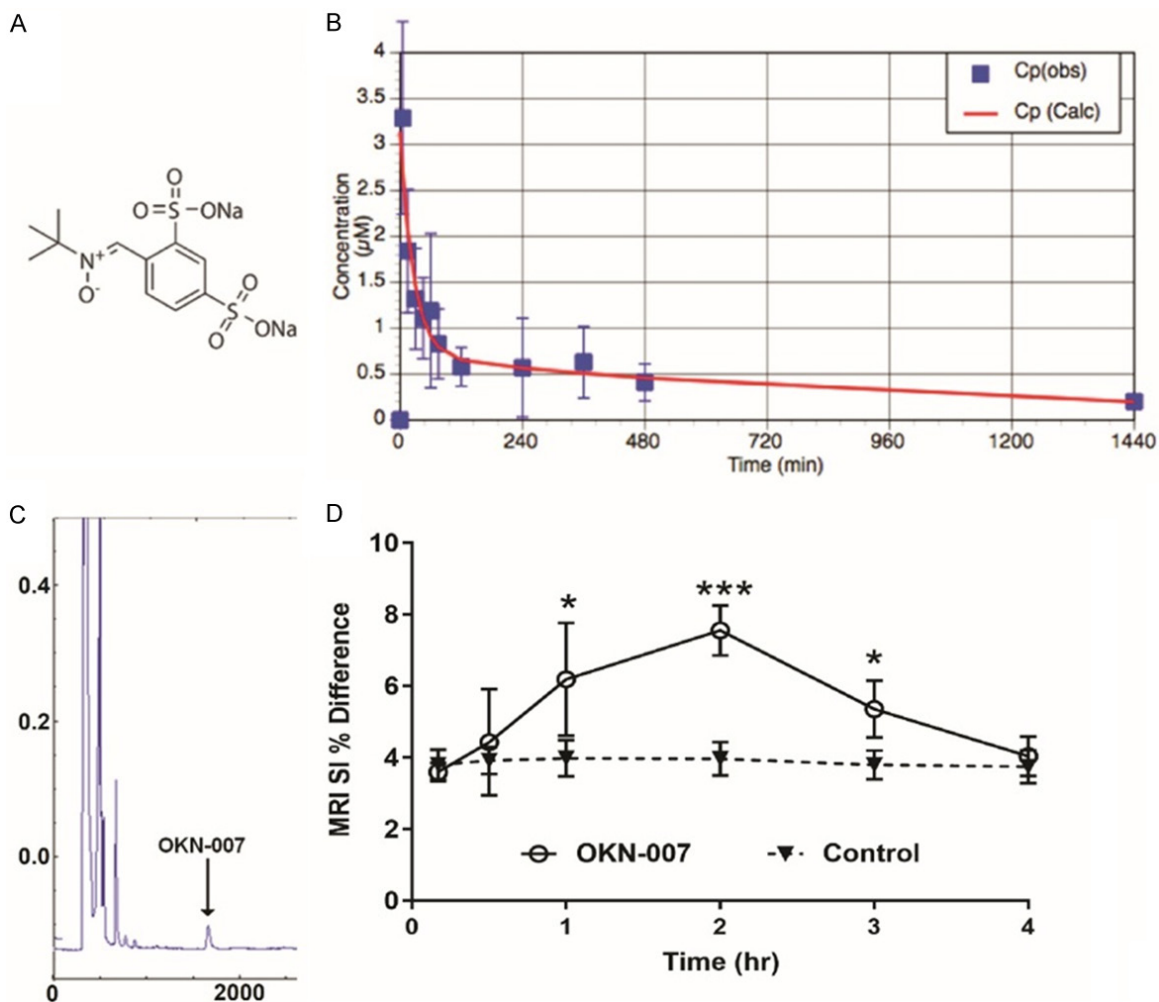 A
O
O=S-ONa
N+
O-
O
S
O
ONa
B
4
3.5
3
2.5
2
1.5
1
0.5
0
Concentration
(µM)
Cp(obs)
Cp (Calc)
0 240 480 720 960 1200 1440
Time (min)
C
0.4
0.2
0.0
OKN-007
0 2000
D
10
8
6
4
2
0
MRI SI % Difference
* *** *
OKN-007 Control
0 1 2 3 4
Time (hr)